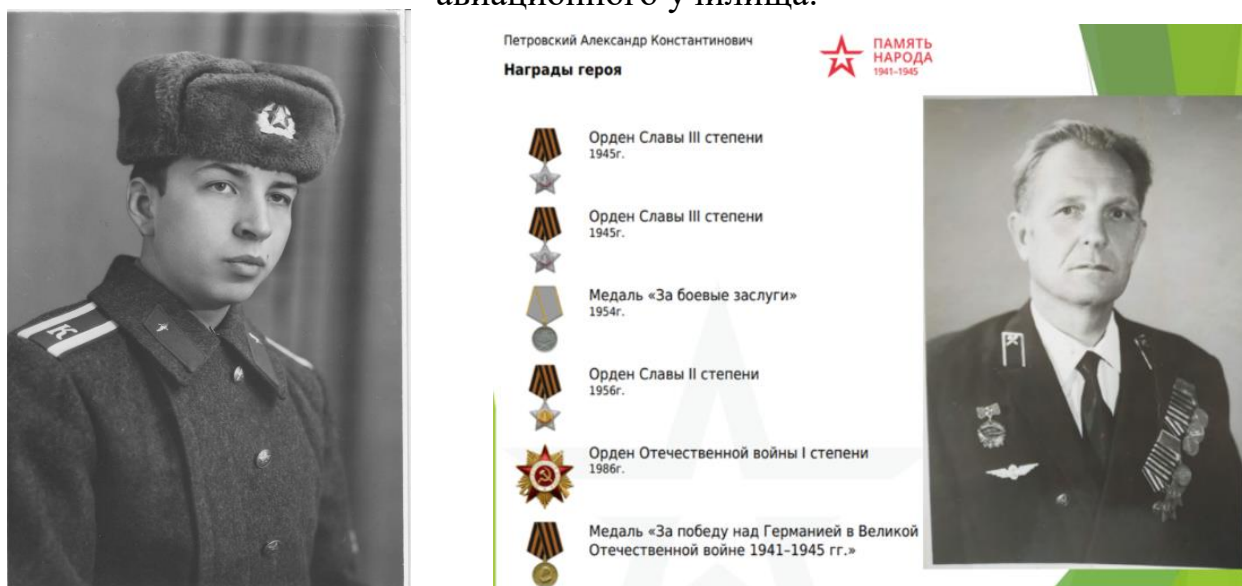 авиационного училища.
Петровский Александр Константинович
Награды героя
ПАМЯТЬ
НАРОДА
1941–1945
Орден Славы III степени
1945г.
Орден Славы III степени
1945г.
Медаль «За боевые заслуги»
1954г.
Орден Славы II степени
1956г.
Орден Отечественной войны I степени
1986г.
Медаль «За победу над Германией в Великой
Отечественной войне 1941–1945 гг.»
К